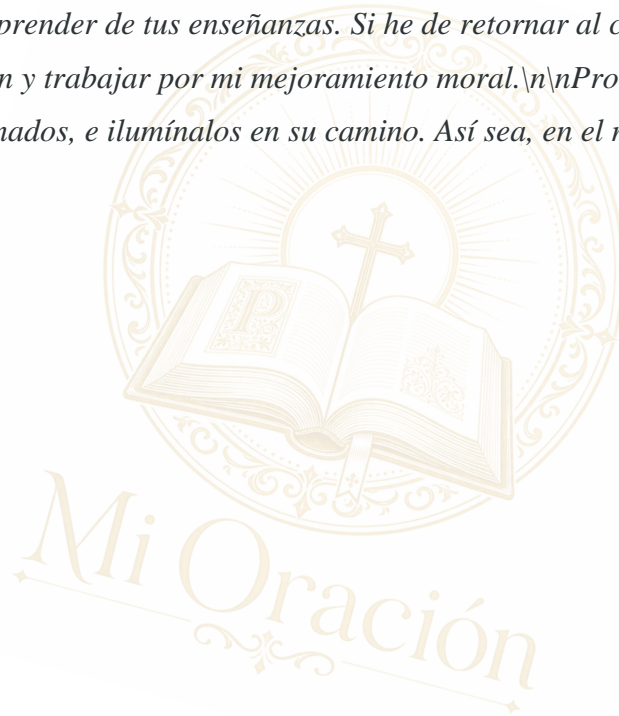 prender de tus enseñanzas. Si he de retornar al c
n y trabajar por mi mejoramiento moral.\n\nPro
nados, e ilumínalos en su camino. Así sea, en el
P
Mi Oración